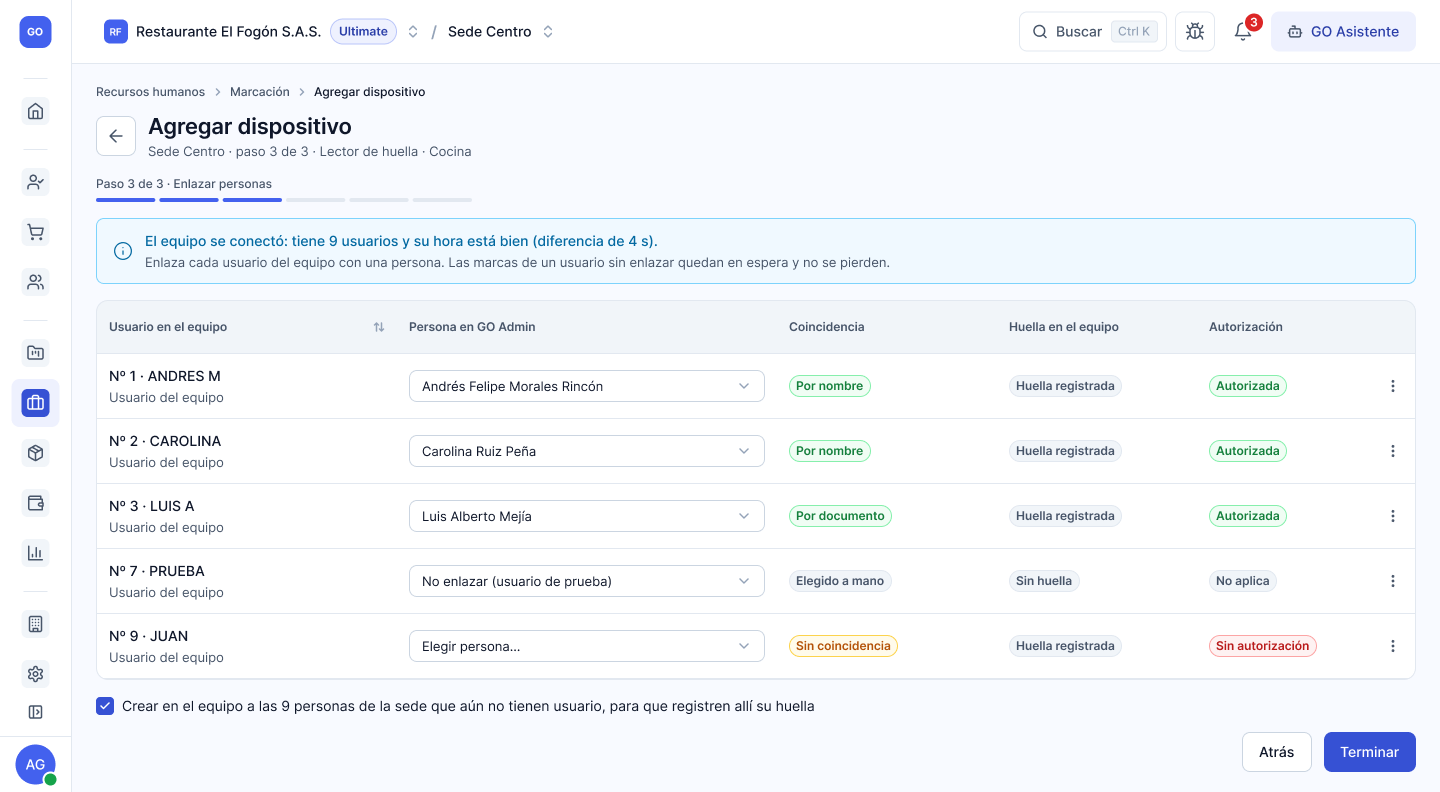 GO
RF Restaurante El Fogón S.A.S. Ultimate / Sede Centro
Buscar Ctrl K
3
GO Asistente
Recursos humanos > Marcación > Agregar dispositivo
Agregar dispositivo
Sede Centro · paso 3 de 3 · Lector de huella · Cocina
Paso 3 de 3 · Enlazar personas
El equipo se conectó: tiene 9 usuarios y su hora está bien (diferencia de 4 s).
Enlaza cada usuario del equipo con una persona. Las marcas de un usuario sin enlazar quedan en espera y no se pierden.
Usuario en el equipo Persona en GO Admin Coincidencia Huella en el equipo Autorización
Nº 1 · ANDRES M
Usuario del equipo
Andrés Felipe Morales Rincón Por nombre Huella registrada Autorizada
Nº 2 · CAROLINA
Usuario del equipo
Carolina Ruiz Peña Por nombre Huella registrada Autorizada
Nº 3 · LUIS A
Usuario del equipo
Luis Alberto Mejía Por documento Huella registrada Autorizada
Nº 7 · PRUEBA
Usuario del equipo
No enlazar (usuario de prueba) Elegido a mano Sin huella No aplica
Nº 9 · JUAN
Usuario del equipo
Elegir persona... Sin coincidencia Huella registrada Sin autorización
Crear en el equipo a las 9 personas de la sede que aún no tienen usuario, para que registren allí su huella
Atrás Terminar
AG